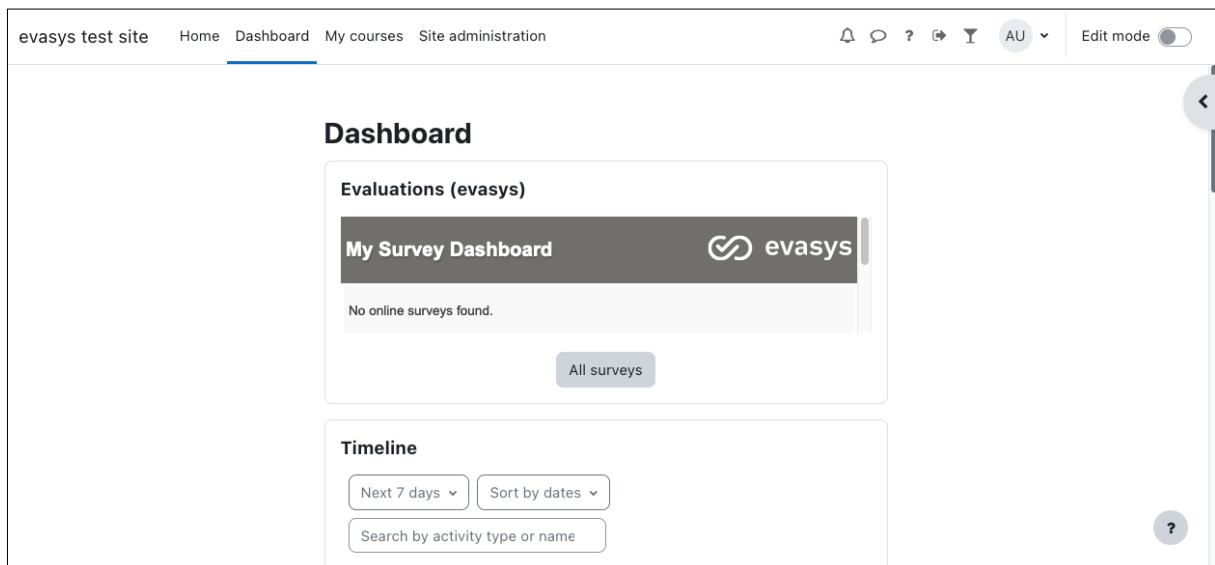 evasys test site Home Dashboard My courses Site administration ? AU Edit mode
Dashboard
Evaluations (evasys)
My Survey Dashboard evasys
No online surveys found.
All surveys
Timeline
Next 7 days Sort by dates
Search by activity type or name
?